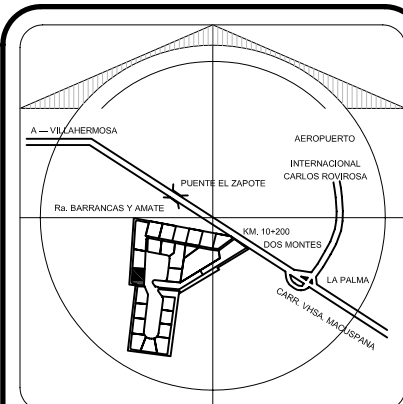 A — VILLAHERMOSA
AEROPUERTO
INTERNACIONAL
CARLOS ROVIROSA
PUENTE EL ZAPOTE
Ra. BARRANCAS Y AMATE
KM. 10+200
DOS MONTES
LA PALMA
CARR. VHSA. MACUSPANA